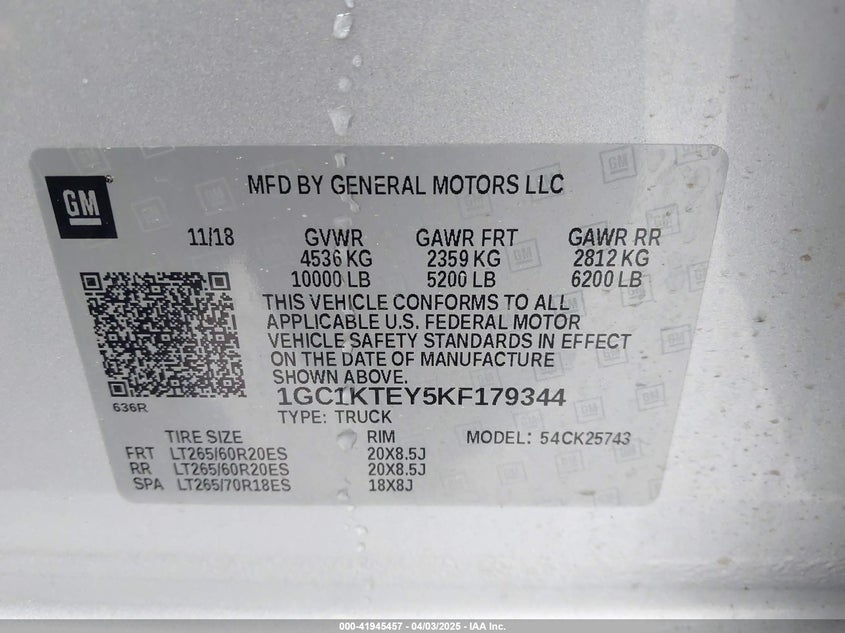 GM
MFD BY GENERAL MOTORS LLC
11/18 GVWR GAWR FRT GAWR RR
4536 KG 2359 KG 2812 KG
10000 LB 5200 LB 6200 LB
THIS VEHICLE CONFORMS TO ALL
APPLICABLE U.S. FEDERAL MOTOR
VEHICLE SAFETY STANDARDS IN EFFECT
ON THE DATE OF MANUFACTURE
SHOWN ABOVE.
636R
1GC1KTEY5KF179344
TYPE: TRUCK
TIRE SIZE RIM MODEL: 54CK25743
FRT LT265/60R20ES 20X8.5J
RR LT265/60R20ES 20X8.5J
SPA LT265/70R18ES 18X8J
000-41945457 - 04/03/2025 - IAA Inc.